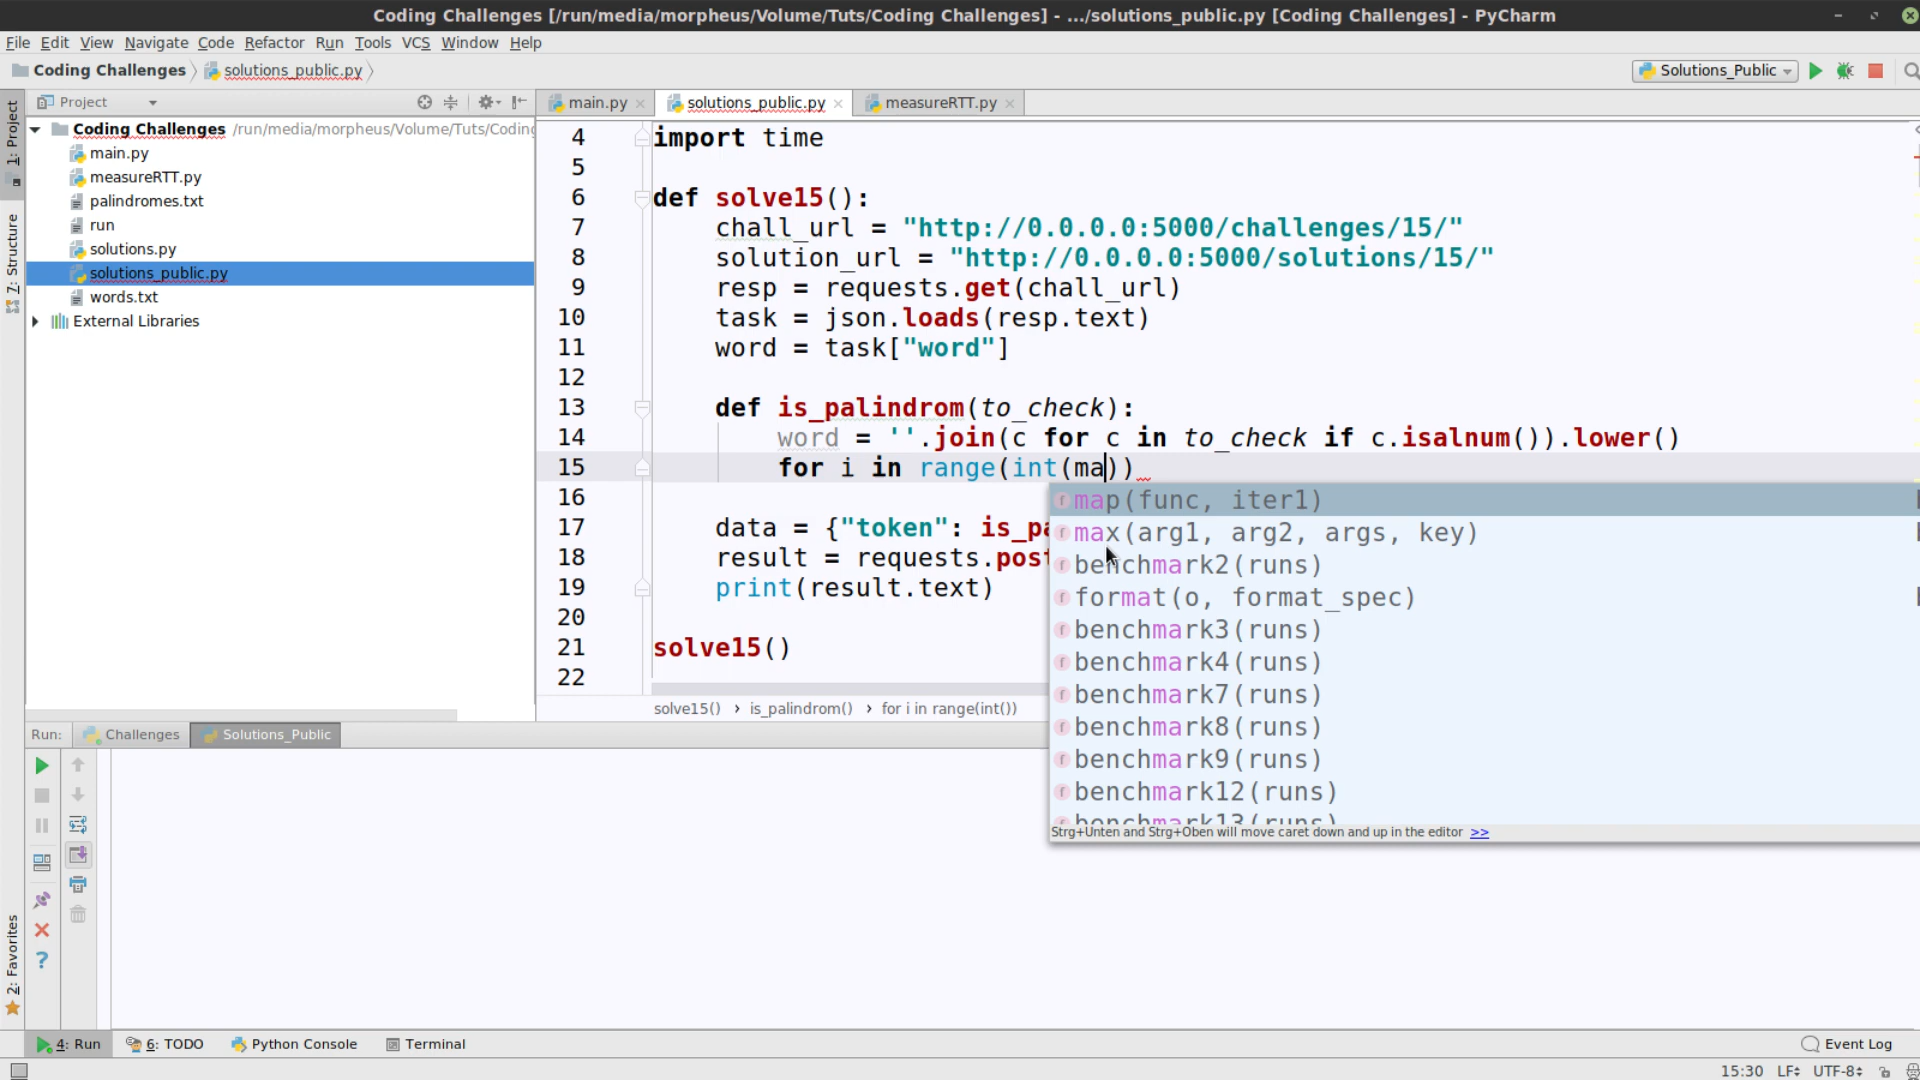 Coding Challenges [/run/media/morpheus/Volume/Tuts/Coding Challenges] - .../solutions_public.py [Coding Challenges] - PyCharm
File Edit View Navigate Code Refactor Run Tools VCS Window Help
Coding Challenges solutions_public.py
Solutions_Public
1: Project
7: Structure
2: Favorites
Project
Coding Challenges /run/media/morpheus/Volume/Tuts/Coding
main.py
measureRTT.py
palindromes.txt
run
solutions.py
solutions_public.py
words.txt
External Libraries
main.py solutions_public.py measureRTT.py
4 import time
5
6 def solve15():
7 chall_url = "http://0.0.0.0:5000/challenges/15/"
8 solution_url = "http://0.0.0.0:5000/solutions/15/"
9 resp = requests.get(chall_url)
10 task = json.loads(resp.text)
11 word = task["word"]
12
13 def is_palindrom(to_check):
14 word = ''.join(c for c in to_check if c.isalnum()).lower()
15 for i in range(int(ma))
16
17 data = {"token": is_pa
18 result = requests.post
19 print(result.text)
20
21 solve15()
22
map(func, iter1)
max(arg1, arg2, args, key)
benchmark2(runs)
format(o, format_spec)
benchmark3(runs)
benchmark4(runs)
benchmark7(runs)
benchmark8(runs)
benchmark9(runs)
benchmark12(runs)
benchmark13(runs)
Strg+Unten and Strg+Oben will move caret down and up in the editor >>
solve15() › is_palindrom() › for i in range(int())
Run: Challenges Solutions_Public
4: Run 6: TODO Python Console Terminal Event Log
15:30 LF UTF-8